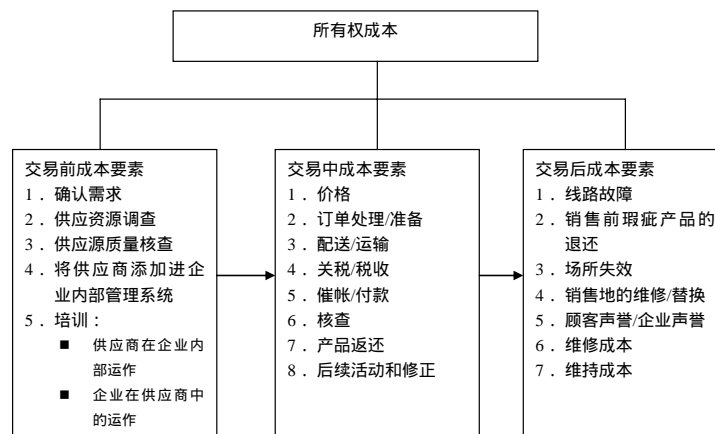 所有权成本
交易前成本要素
1．确认需求
2．供应资源调查
3．供应源质量核查
4．将供应商添加进企
业内部管理系统
5．培训：
■ 供应商在企业内
部运作
■ 企业在供应商中
的运作
交易中成本要素
1．价格
2．订单处理/准备
3．配送/运输
4．关税/税收
5．催帐/付款
6．核查
7．产品返还
8．后续活动和修正
交易后成本要素
1．线路故障
2．销售前瑕疵产品的
退还
3．场所失效
4．销售地的维修/替换
5．顾客声誉/企业声誉
6．维修成本
7．维持成本